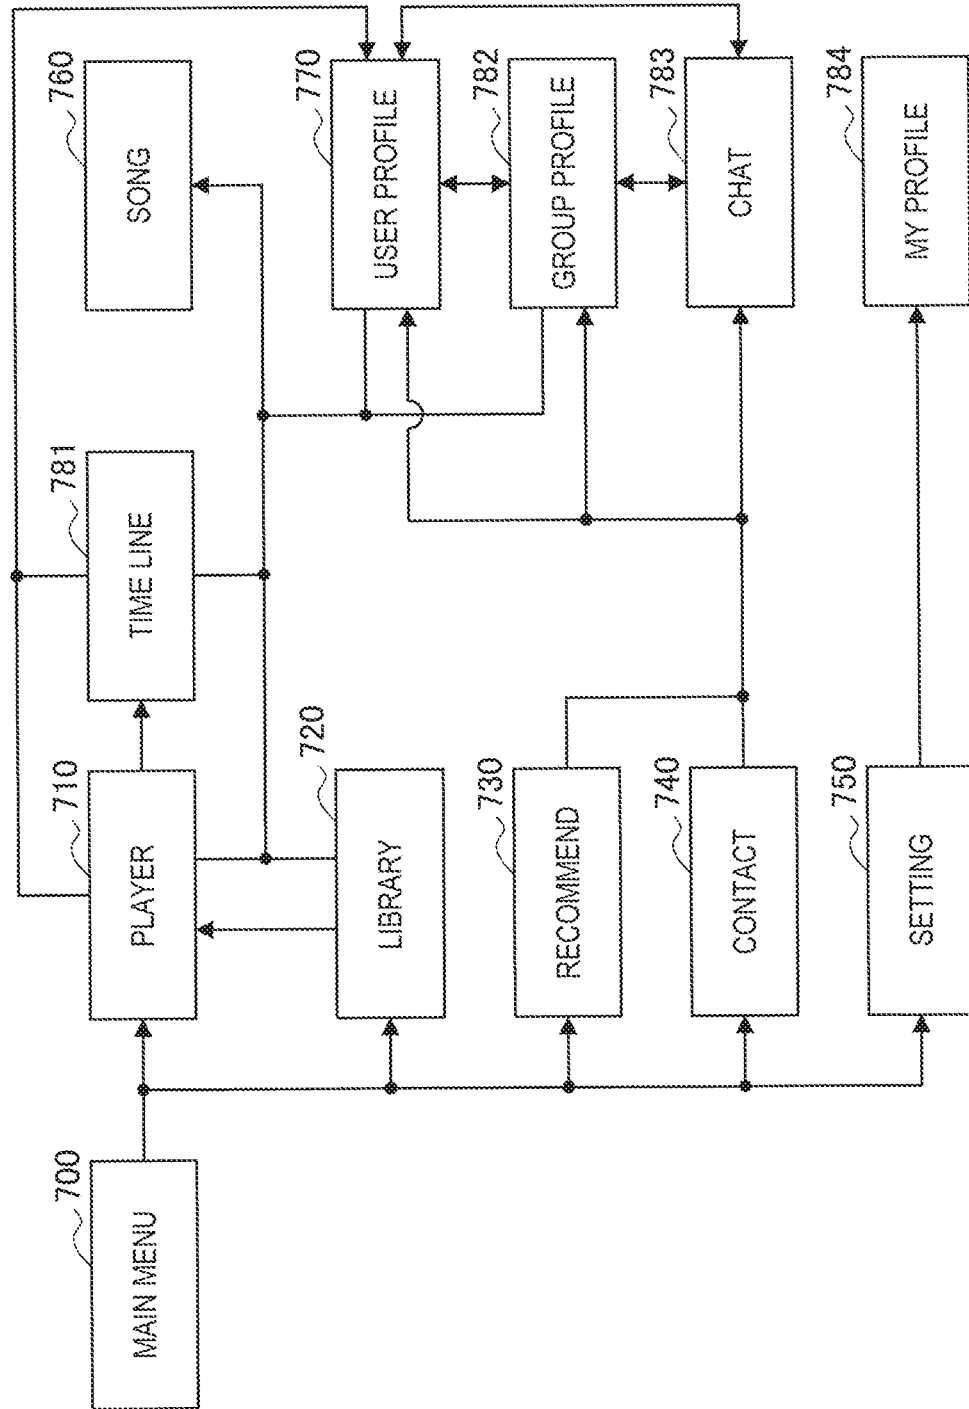 700
MAIN MENU
710
PLAYER
720
LIBRARY
730
RECOMMEND
740
CONTACT
750
SETTING
781
TIME LINE
760
SONG
770
USER PROFILE
782
GROUP PROFILE
783
CHAT
784
MY PROFILE